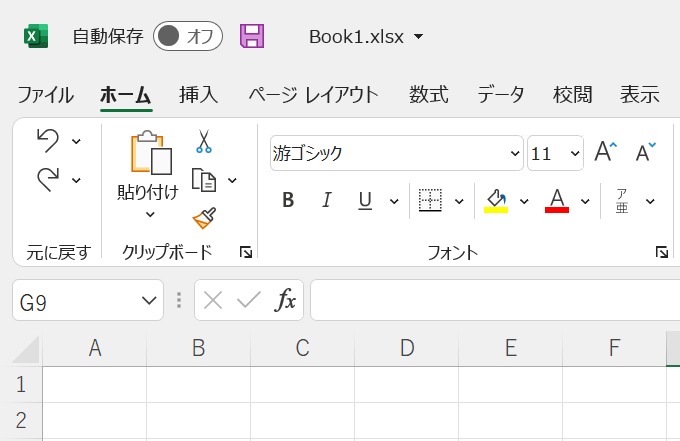 自動保存 オフ Book1.xlsx
ファイル ホーム 挿入 ページ レイアウト 数式 データ 校閲 表示
貼り付け
游ゴシック 11 A A
B I U A ア亜
元に戻す クリップボード フォント
G9 fx
A B C D E F
1
2